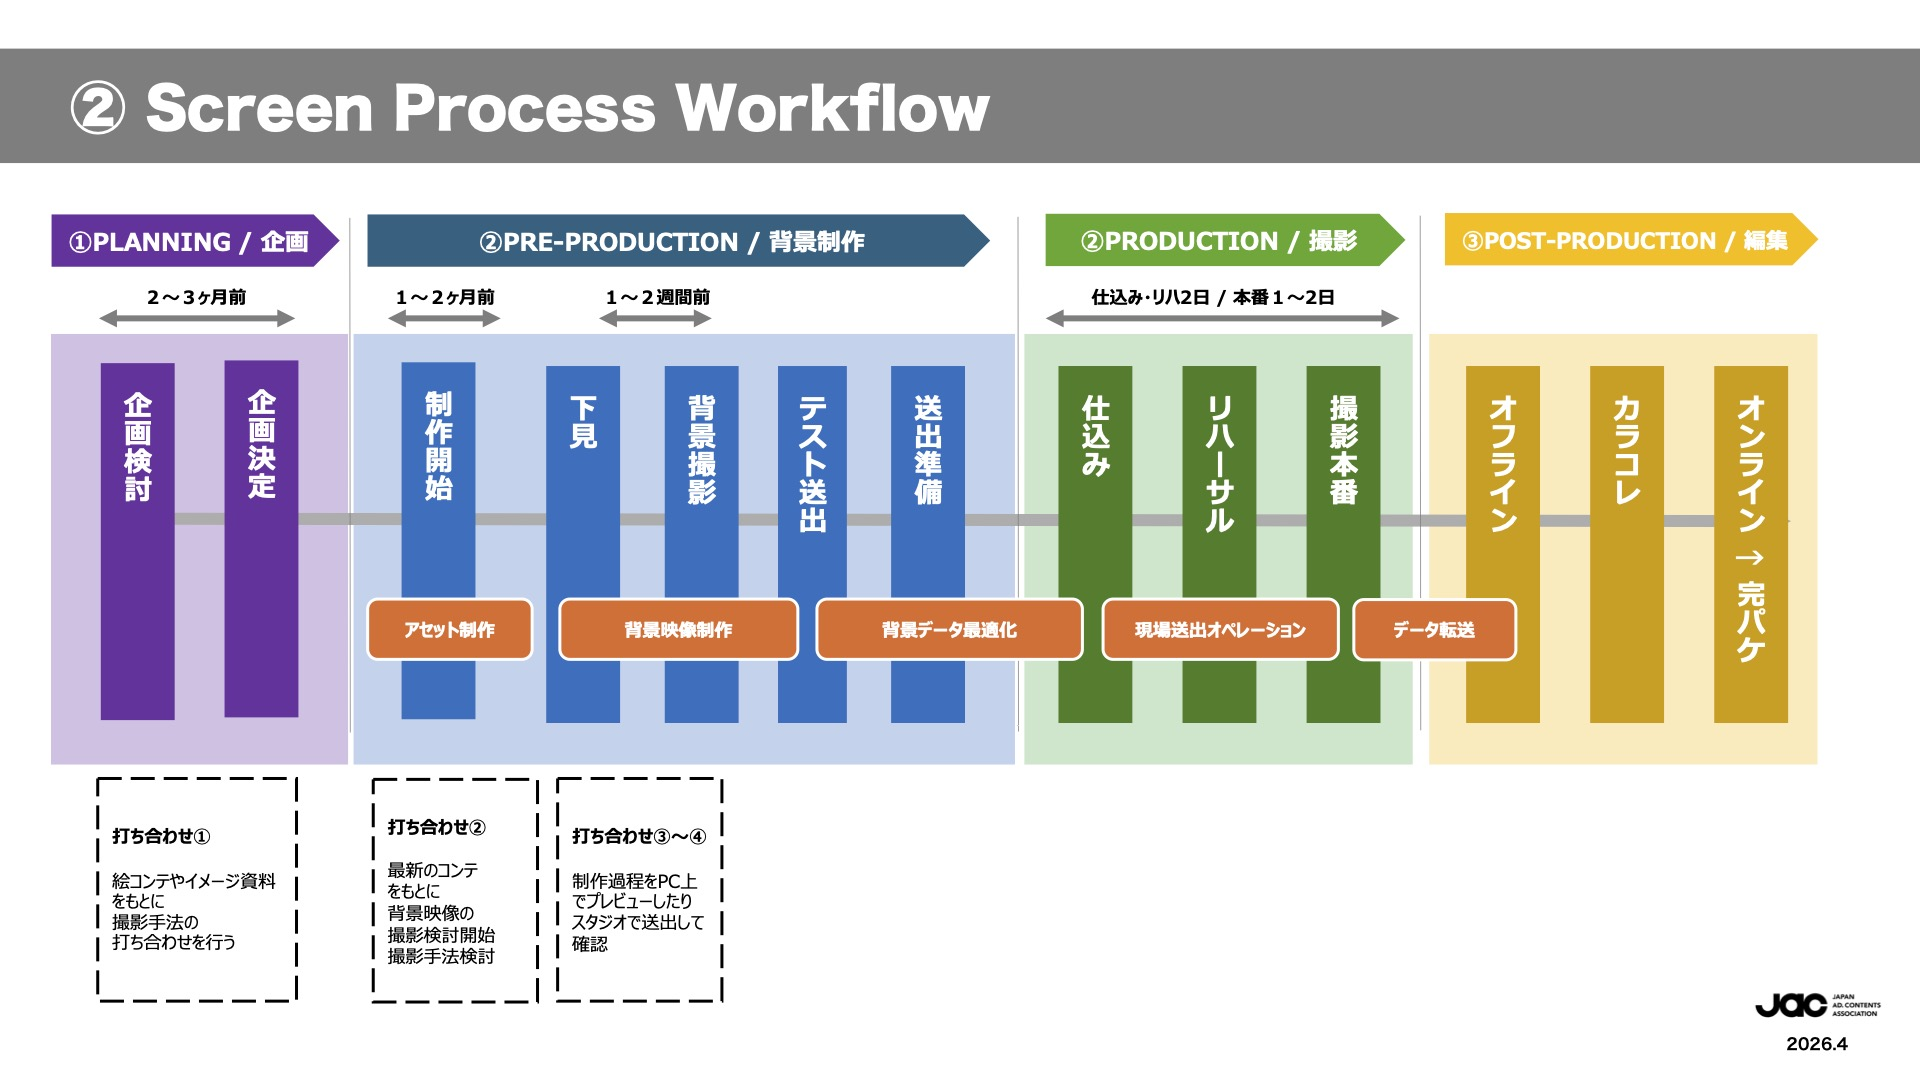 ② Screen Process Workflow
①PLANNING / 企画
②PRE-PRODUCTION / 背景制作
②PRODUCTION / 撮影
③POST-PRODUCTION / 編集
2～3ヶ月前
1～2ヶ月前
1～2週間前
仕込み・リハ2日 / 本番1～2日
企画検討
企画決定
制作開始
下見
背景撮影
テスト送出
送出準備
仕込み
リハーサル
撮影本番
オフライン
カラコレ
オンライン → 完パケ
アセット制作
背景映像制作
背景データ最適化
現場送出オペレーション
データ転送
打ち合わせ①
絵コンテやイメージ資料
をもとに
撮影手法の
打ち合わせを行う
打ち合わせ②
最新のコンテ
をもとに
背景映像の
撮影検討開始
撮影手法検討
打ち合わせ③～④
制作過程をPC上
でプレビューしたり
スタジオで送出して
確認
Jac
JAPAN
AD. CONTENTS
ASSOCIATION
2026.4